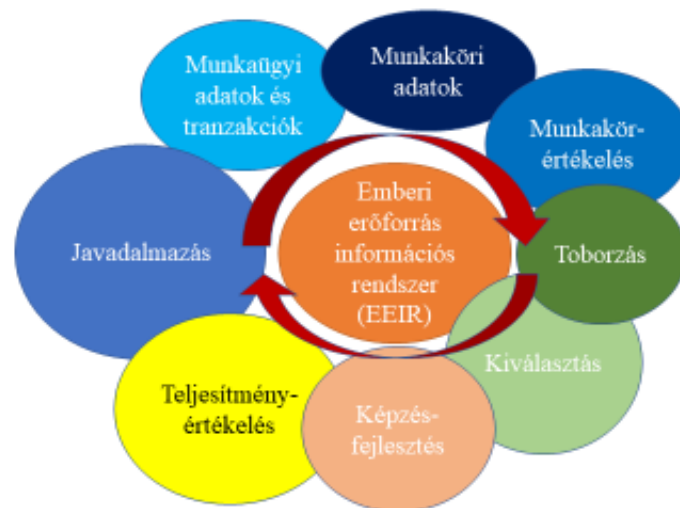 Munkaügyi
adatok és
tranzakciók
Munkaköri
adatok
Munkakör-
értékelés
Javadalmazás
Emberi
erőforrás
információs
rendszer
(EEIR)
Toborzás
Kiválasztás
Teljesítmény-
értékelés
Képzés-
fejlesztés